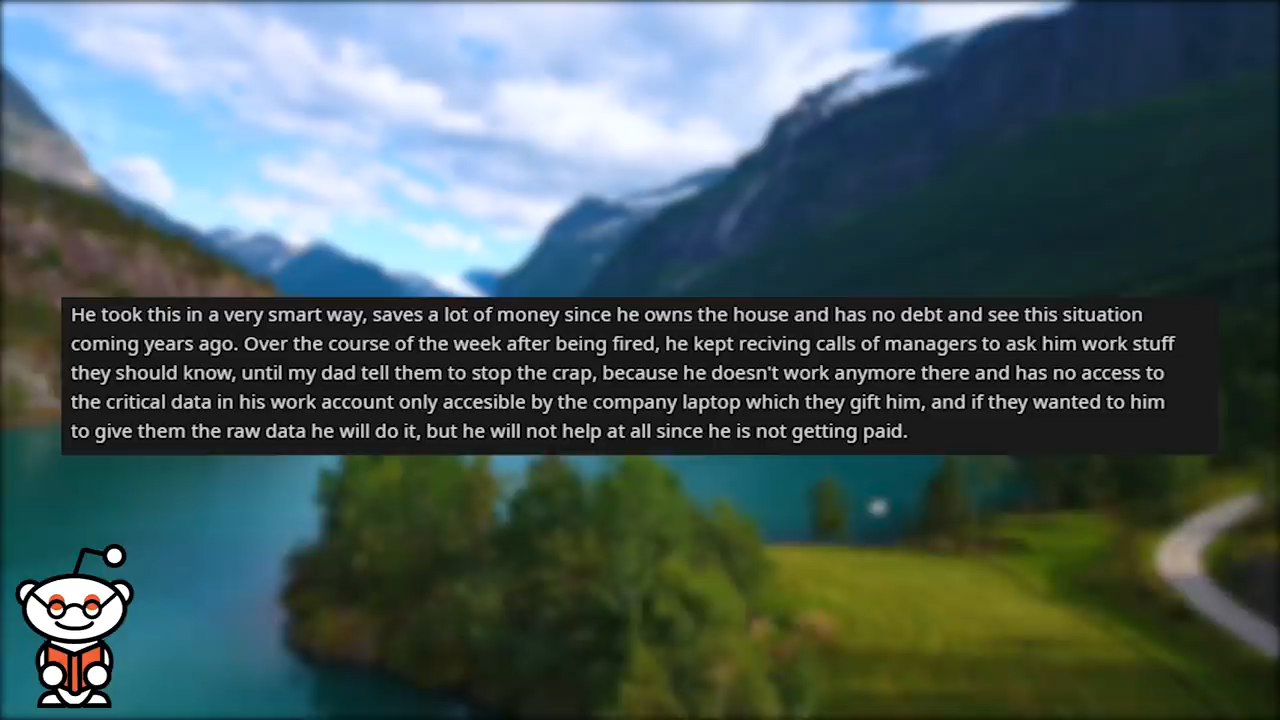 He took this in a very smart way, saves a lot of money since he owns the house and has no debt and see this situation
coming years ago. Over the course of the week after being fired, he kept reciving calls of managers to ask him work stuff
they should know, until my dad tell them to stop the crap, because he doesn't work anymore there and has no access to
the critical data in his work account only accesible by the company laptop which they gift him, and if they wanted to him
to give them the raw data he will do it, but he will not help at all since he is not getting paid.